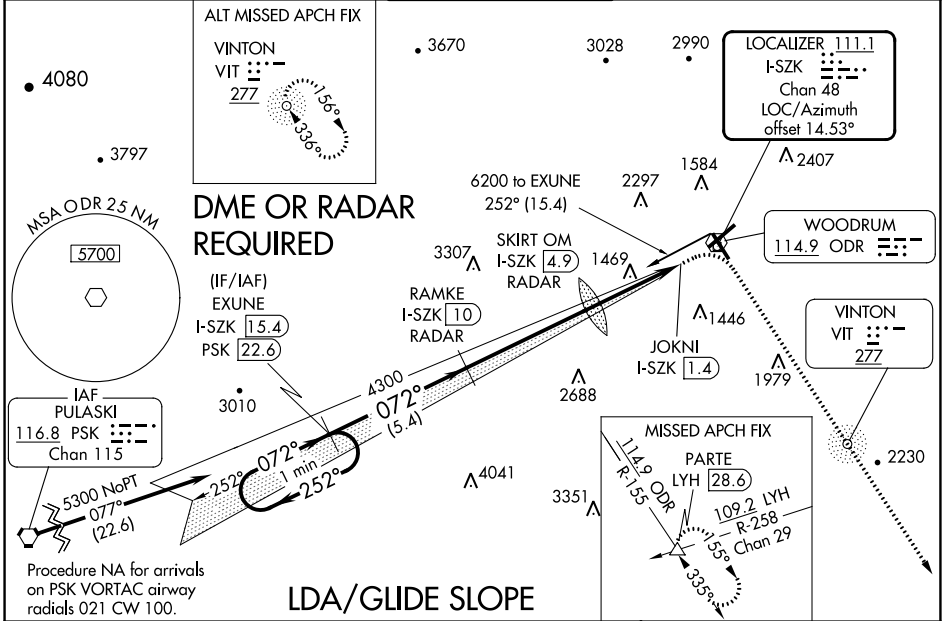 ALT MISSED APCH FIX
VINTON
VIT
277
156°
336°
4080
3797
3670
3028
2990
LOCALIZER 111.1
I-SZK
Chan 48
LOC/Azimuth
offset 14.53°
1584
2407
2297
6200 to EXUNE
252° (15.4)
MSA ODR 25 NM
5700
DME OR RADAR
REQUIRED
SKIRT OM
I-SZK 4.9
RADAR
1469
3307
WOODRUM
114.9 ODR
(IF/IAF)
EXUNE
I-SZK 15.4
PSK 22.6
RAMKE
I-SZK 10
RADAR
1446
VINTON
VIT
277
JOKNI
I-SZK 1.4
1979
2688
4300
072°
(5.4)
3010
IAF
PULASKI
116.8 PSK
Chan 115
072°
1 min
252°
252°
5300 NoPT
077°
(22.6)
4041
3351
2230
MISSED APCH FIX
114.9 ODR
R-155
PARTE
LYH 28.6
109.2 LYH
R-258
Chan 29
155°
335°
Procedure NA for arrivals
on PSK VORTAC airway
radials 021 CW 100.
LDA/GLIDE SLOPE